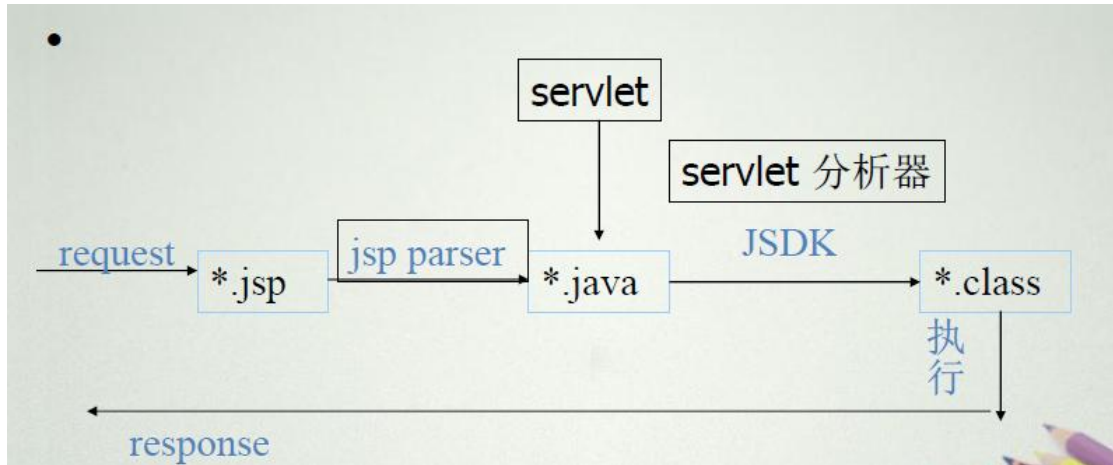 servlet
servlet 分析器
request
jsp parser
JSDK
*.jsp
*.java
*.class
执
行
response